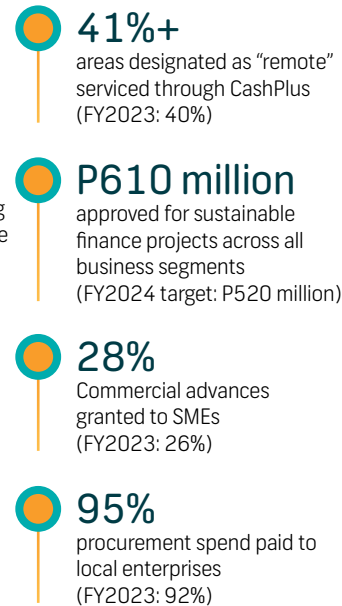 41%+
areas designated as “remote”
serviced through CashPlus
(FY2023: 40%)
P610 million
approved for sustainable
finance projects across all
business segments
(FY2024 target: P520 million)
28%
Commercial advances
granted to SMEs
(FY2023: 26%)
95%
procurement spend paid to
local enterprises
(FY2023: 92%)